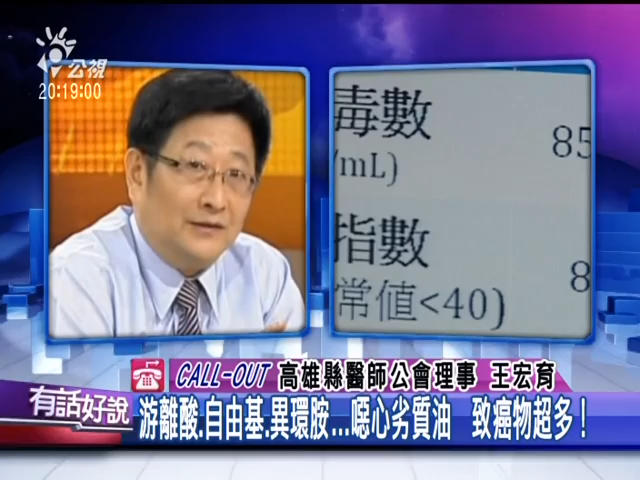 公視
20:19:00
毒數
85
/mL)
指數
8
常值<40)
CALL-OUT 高雄縣醫師公會理事 王宏育
有話好說
游離酸.自由基.異環胺...噁心劣質油 致癌物超多!